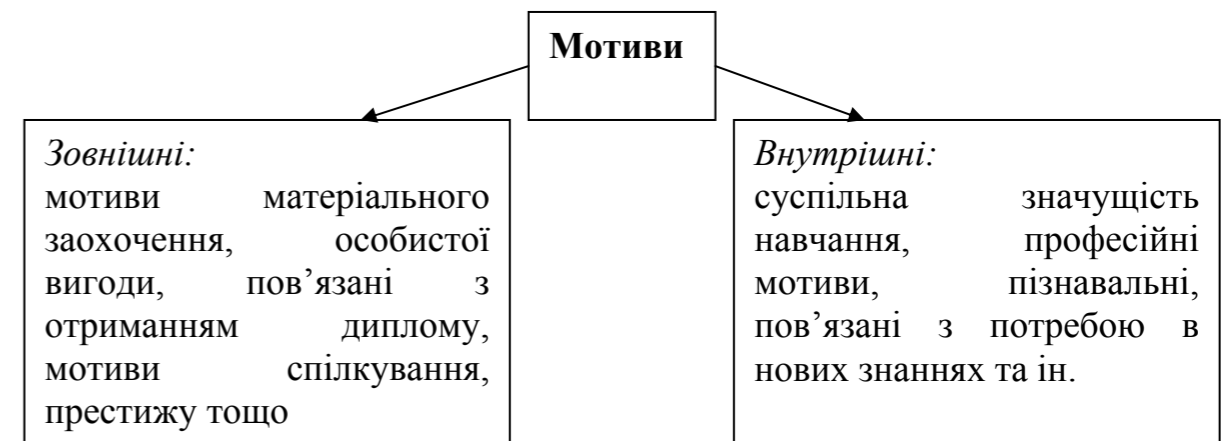 Мотиви
Зовнішні:
мотиви матеріального
заохочення, особистої
вигоди, пов’язані з
отриманням диплому,
мотиви спілкування,
престижу тощо
Внутрішні:
суспільна значущість
навчання, професійні
мотиви, пізнавальні,
пов’язані з потребою в
нових знаннях та ін.